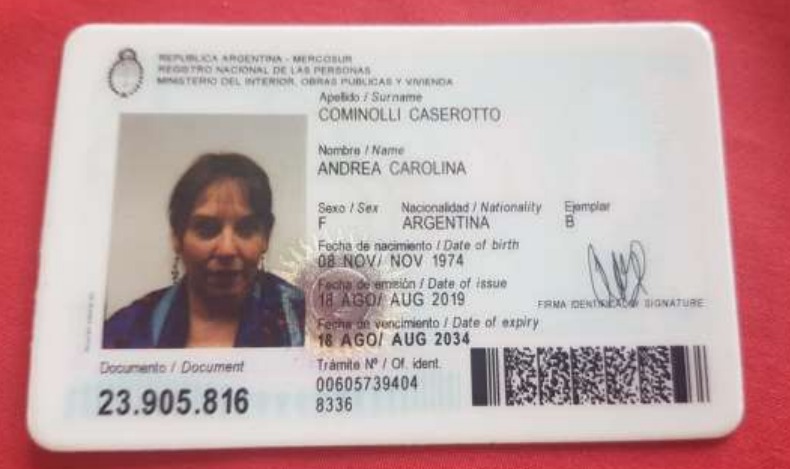 REPUBLICA ARGENTINA - MERCOSUR
REGISTRO NACIONAL DE LAS PERSONAS
MINISTERIO DEL INTERIOR, OBRAS PUBLICAS Y VIVIENDA
Apellido / Surname
COMINOLLI CASEROTTO
Nombre / Name
ANDREA CAROLINA
Sexo / Sex Nacionalidad / Nationality Ejemplar
F ARGENTINA B
Fecha de nacimiento / Date of birth
08 NOV/ NOV 1974
Fecha de emisión / Date of issue
18 AGO/ AUG 2019
FIRMA IDENTIFICADO/ SIGNATURE
Fecha de vencimiento / Date of expiry
18 AGO/ AUG 2034
Documento / Document
23.905.816
Trámite Nº / Of. ident.
00605739404
8336